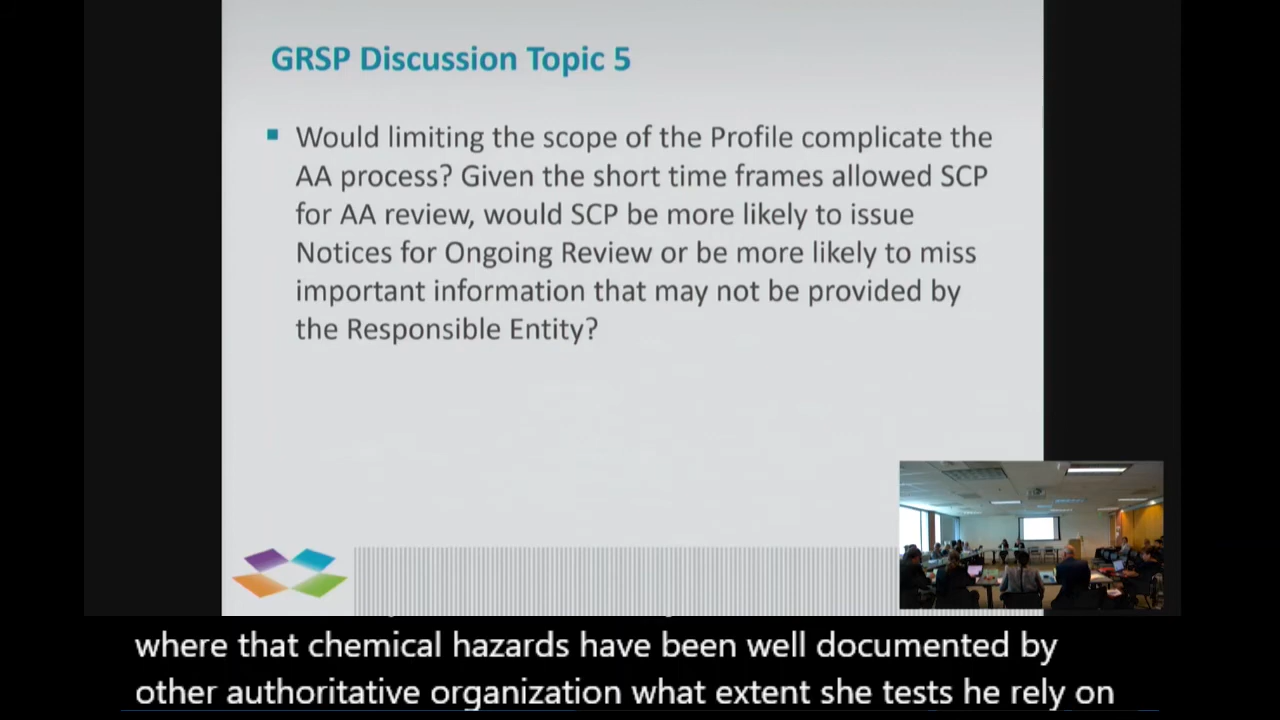 GRSP Discussion Topic 5
Would limiting the scope of the Profile complicate the
AA process? Given the short time frames allowed SCP
for AA review, would SCP be more likely to issue
Notices for Ongoing Review or be more likely to miss
important information that may not be provided by
the Responsible Entity?
where that chemical hazards have been well documented by
other authoritative organization what extent she tests he rely on